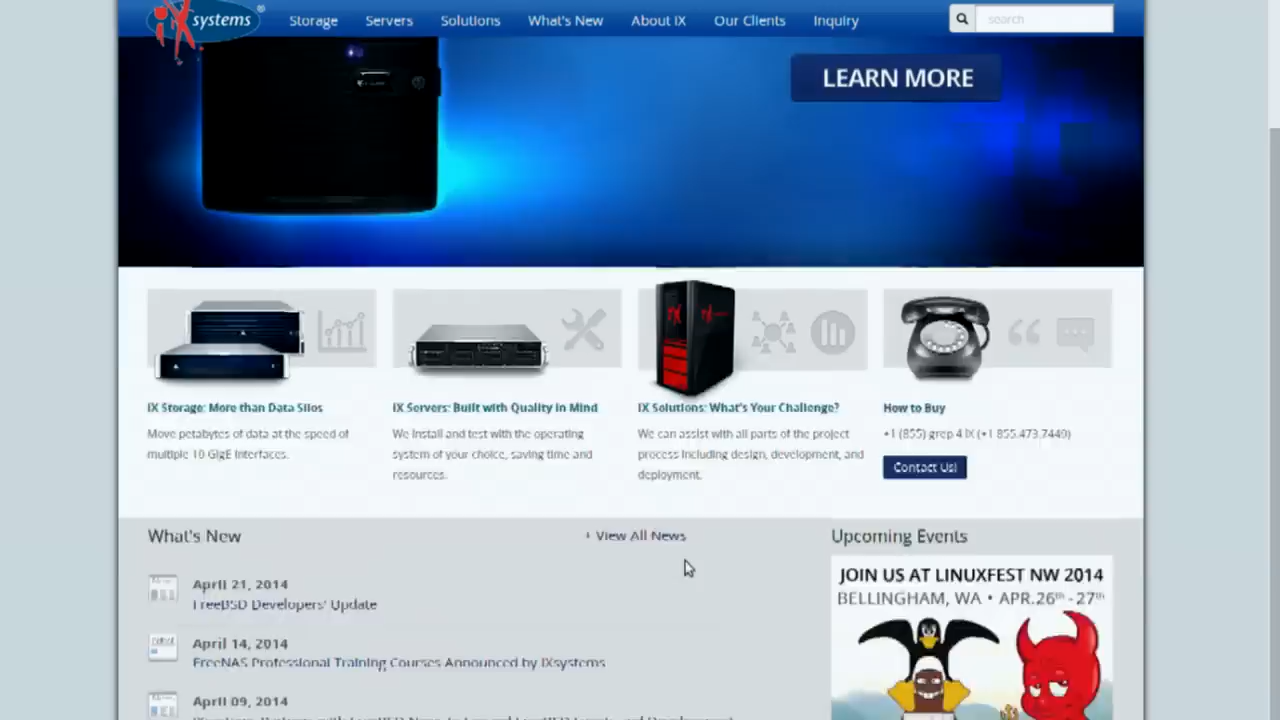 iX systems®
Storage Servers Solutions What's New About iX Our Clients Inquiry search
LEARN MORE
iX Storage: More than Data Silos
Move petabytes of data at the speed of
multiple 10 GigE interfaces.
iX Servers: Built with Quality in Mind
We install and test with the operating
system of your choice, saving time and
resources.
iX Solutions: What's Your Challenge?
We can assist with all parts of the project
process including design, development, and
deployment.
How to Buy
+1 (855) grep 4 iX (+1 855.473.7449)
Contact Us!
What's New
+ View All News
April 21, 2014
FreeBSD Developers' Update
April 14, 2014
FreeNAS Professional Training Courses Announced by iXsystems
April 09, 2014
Upcoming Events
JOIN US AT LINUXFEST NW 2014
BELLINGHAM, WA • APR.26th - 27th